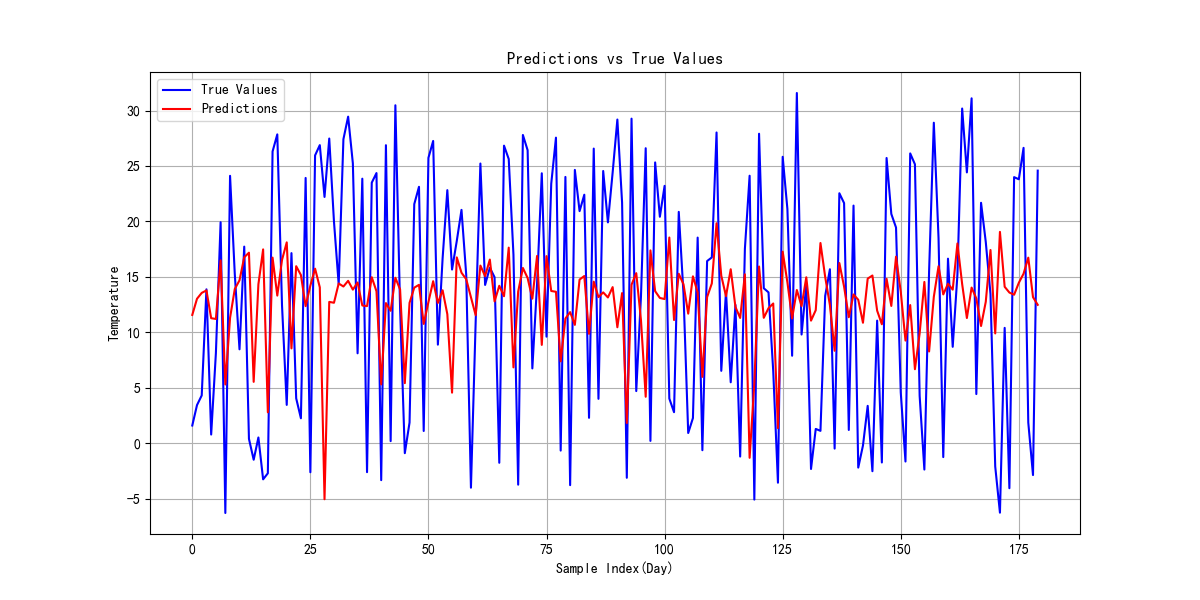 Predictions vs True Values
True Values
Predictions
Temperature
30
25
20
15
10
5
0
−5
0 25 50 75 100 125 150 175
Sample Index(Day)